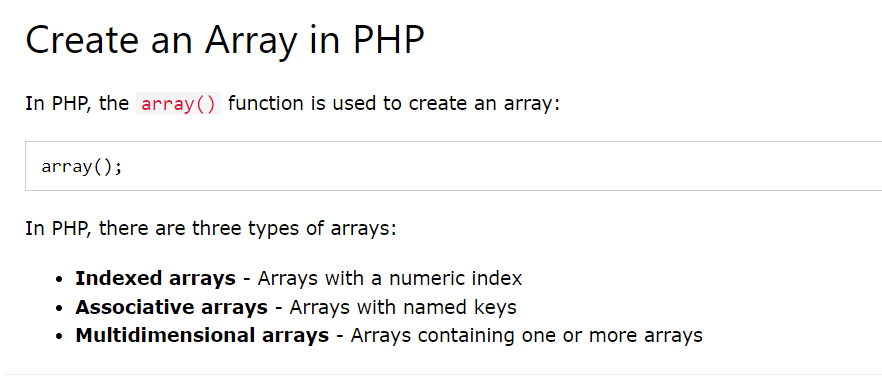 Create an Array in PHP
In PHP, the array() function is used to create an array:
array();
In PHP, there are three types of arrays:
• Indexed arrays - Arrays with a numeric index
• Associative arrays - Arrays with named keys
• Multidimensional arrays - Arrays containing one or more arrays